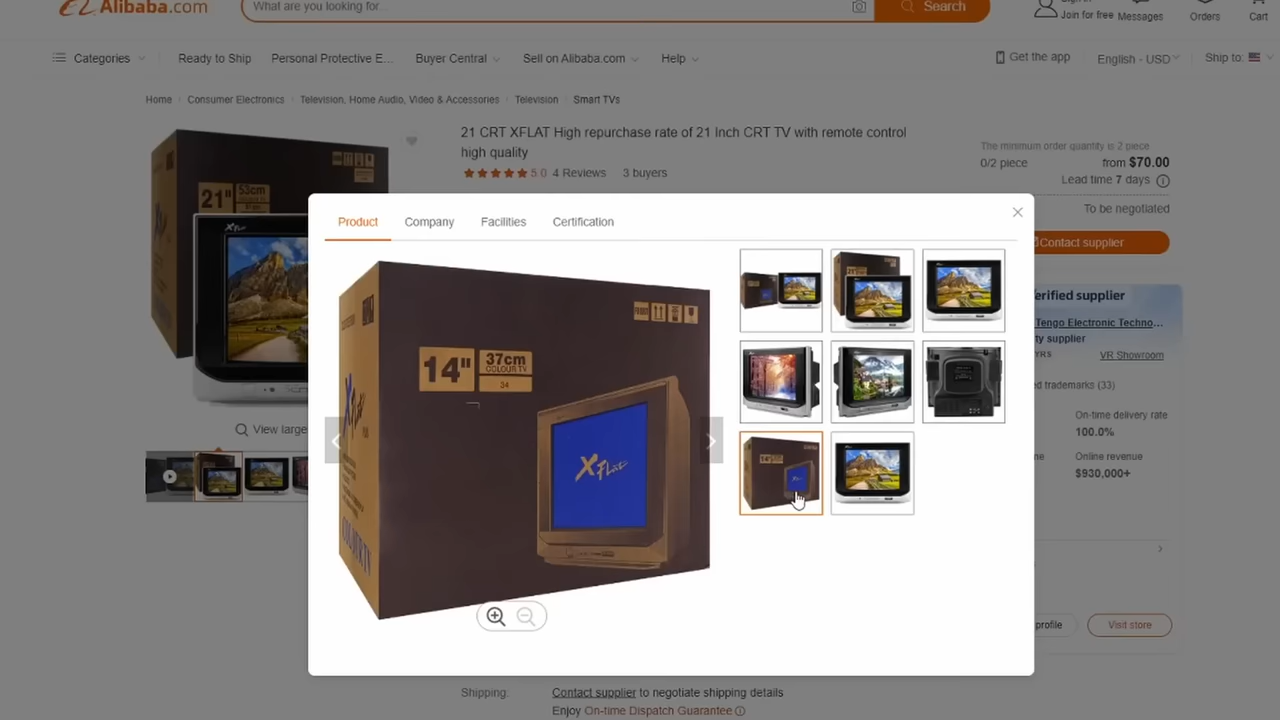 Alibaba.com
What are you looking for..
Search
Join for free
Messages
Orders
Cart
Categories
Ready to Ship
Personal Protective E...
Buyer Central
Sell on Alibaba.com
Help
Get the app
English - USD
Ship to:
Home
Consumer Electronics
Television, Home Audio, Video & Accessories
Television
Smart TVs
21 CRT XFLAT High repurchase rate of 21 Inch CRT TV with remote control
high quality
5.0
4 Reviews
3 buyers
The minimum order quantity is 2 piece
0/2 piece
from $70.00
Lead time 7 days
To be negotiated
Contact supplier
21"
53cm
Product
Company
Facilities
Certification
14"
37cm
COLOUR TV
34
XFLAT
erified supplier
Tengo Electronic Techno...
ty supplier
YRS
VR Showroom
ed trademarks (33)
On-time delivery rate
100.0%
Online revenue
$930,000+
profile
Visit store
View large
Shipping:
Contact supplier to negotiate shipping details
Enjoy On-time Dispatch Guarantee